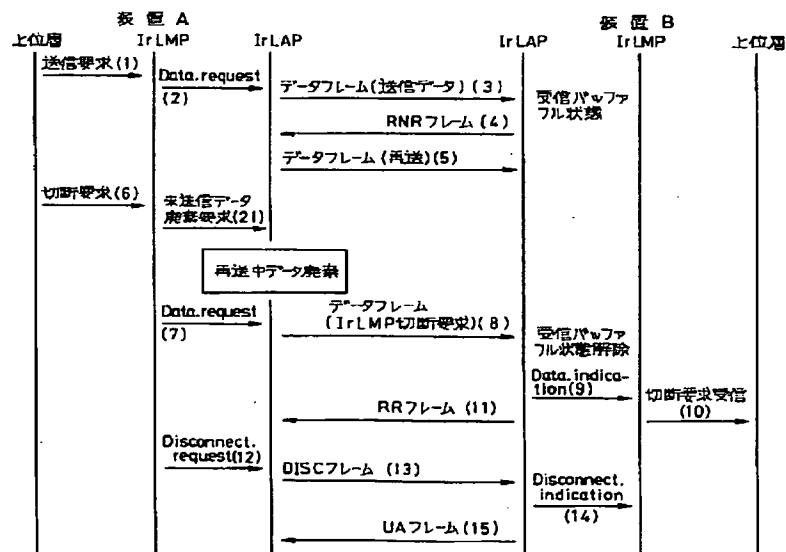 装置A
装置B
上位層 IrLMP IrLAP IrLAP IrLMP 上位層
送信要求(1)
Data.request
(2)
データフレーム(送信データ)(3)
受信バッファ
フル状態
RNRフレーム(4)
データフレーム(再送)(5)
切断要求(6)
未送信データ
廃棄要求(21)
再送中データ廃棄
Data.request
(7)
データフレーム
(IrLMP切断要求)(8)
受信バッファ
フル状態解除
Data.indica-
tion(9)
切断要求受信
(10)
RRフレーム(11)
Disconnect.
request(12)
DISCフレーム(13)
Disconnect.
indication
(14)
UAフレーム(15)